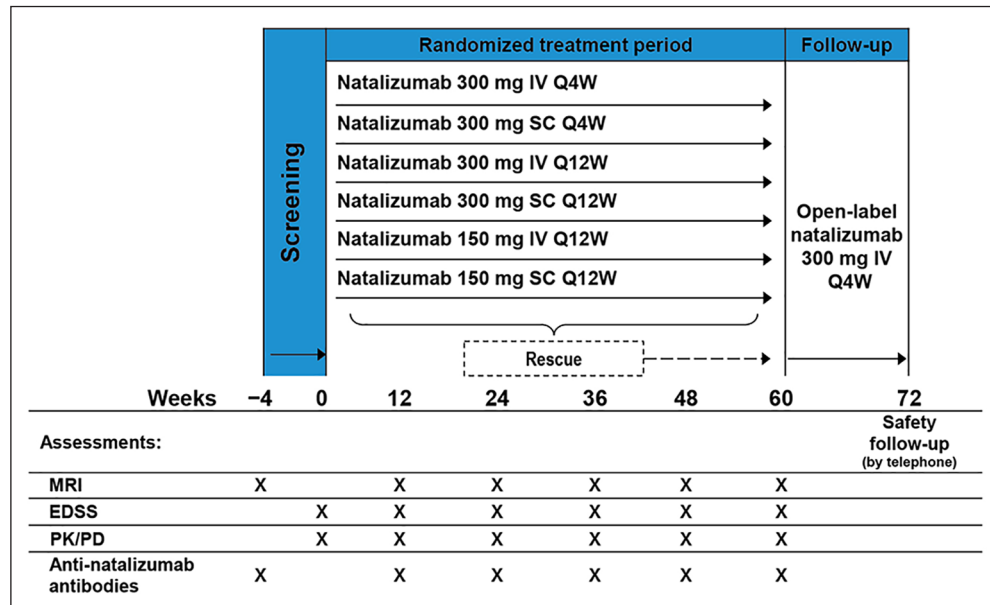 Randomized treatment period Follow-up
Screening
Natalizumab 300 mg IV Q4W
Natalizumab 300 mg SC Q4W
Natalizumab 300 mg IV Q12W
Natalizumab 300 mg SC Q12W
Natalizumab 150 mg IV Q12W
Natalizumab 150 mg SC Q12W
Open-label
natalizumab
300 mg IV
Q4W
Rescue
Weeks −4 0 12 24 36 48 60 72
Assessments:
Safety
follow-up
(by telephone)
MRI X X X X X X
EDSS X X X X X X
PK/PD X X X X X X
Anti-natalizumab
antibodies X X X X X X